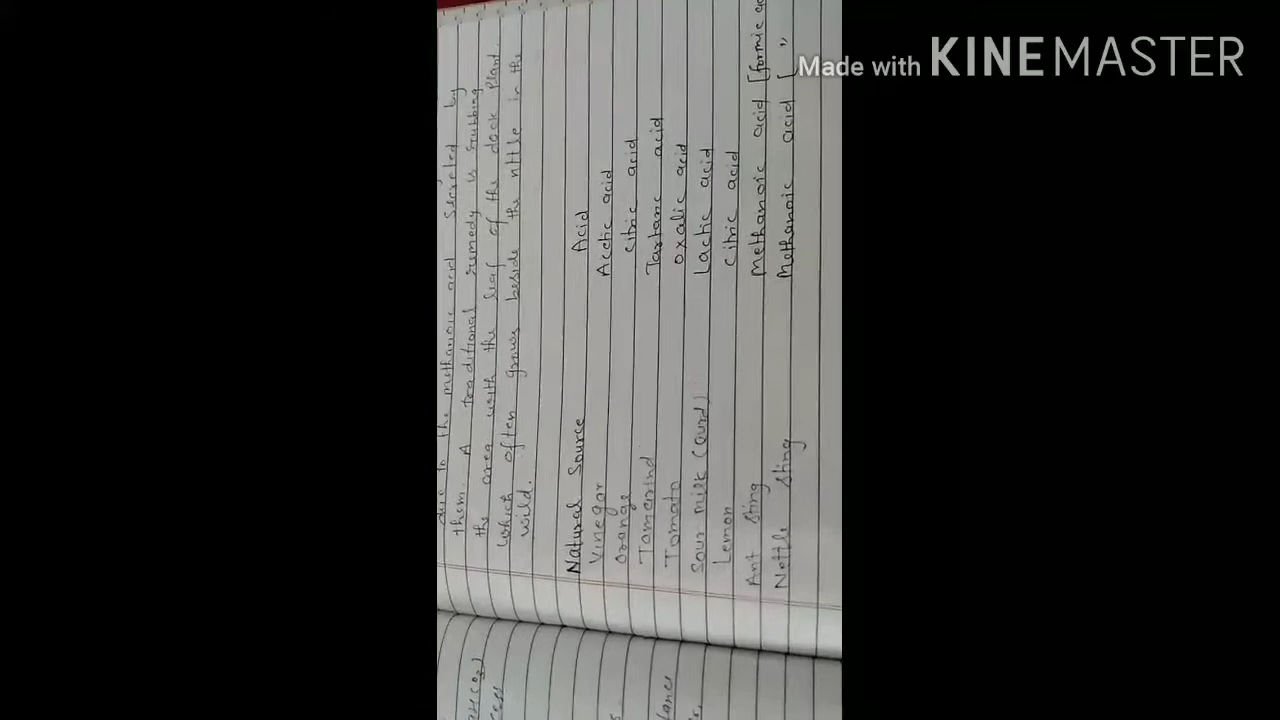 Made with KINEMASTER
due to the methanoic acid secreted by
them. A traditional remedy is rubbing
the area with the leaf of the dock plant.
which often grows beside the nttle in the
wild.
Natural Source Acid
Vinegar Acetic acid
Orange Citric acid
Tamarind Tartaric acid
Tomato Oxalic acid
Sour milk (Curd) Lactic acid
Lemon Citric acid
Ant Sting Methanoic acid [formic
Nettle Sting Methanoic acid [ "